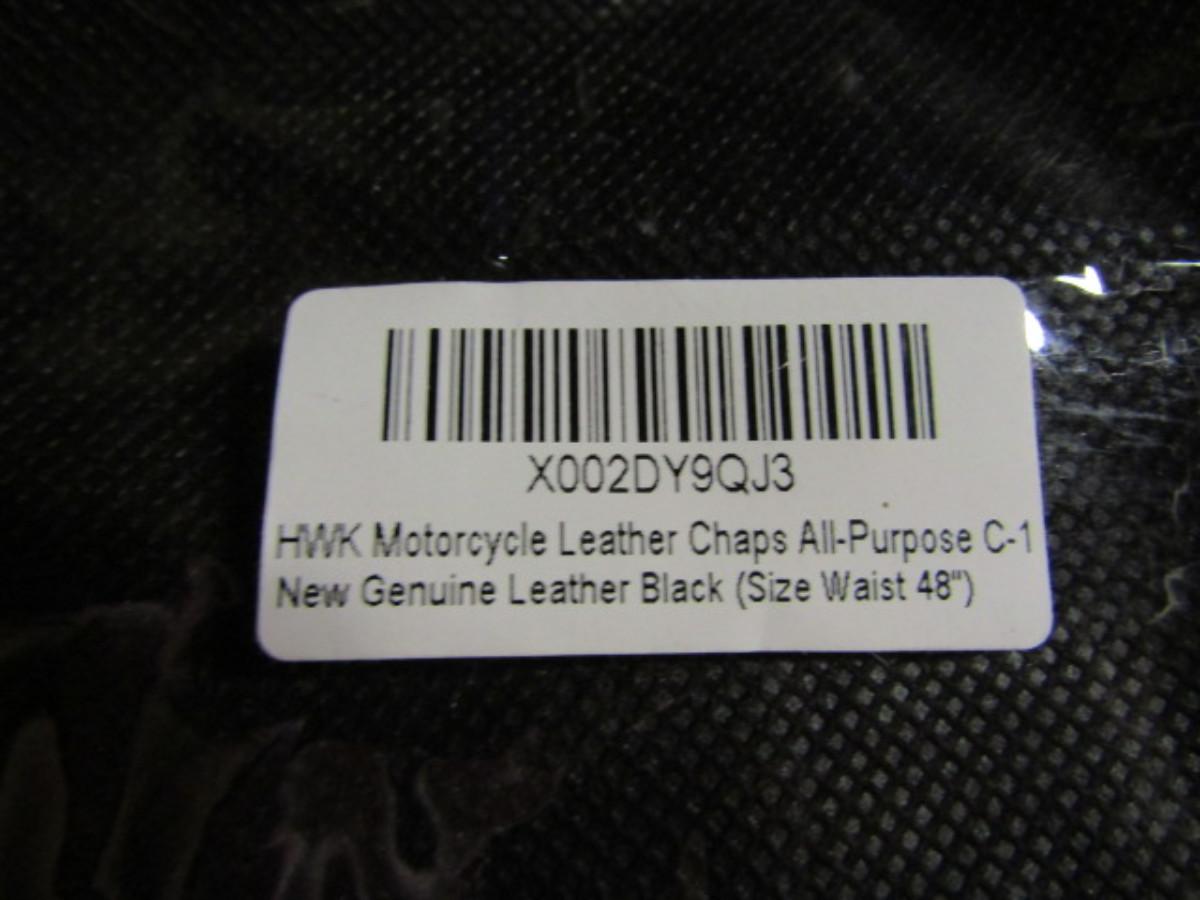 X002DY9QJ3
HWK Motorcycle Leather Chaps All-Purpose C-1
New Genuine Leather Black (Size Waist 48")